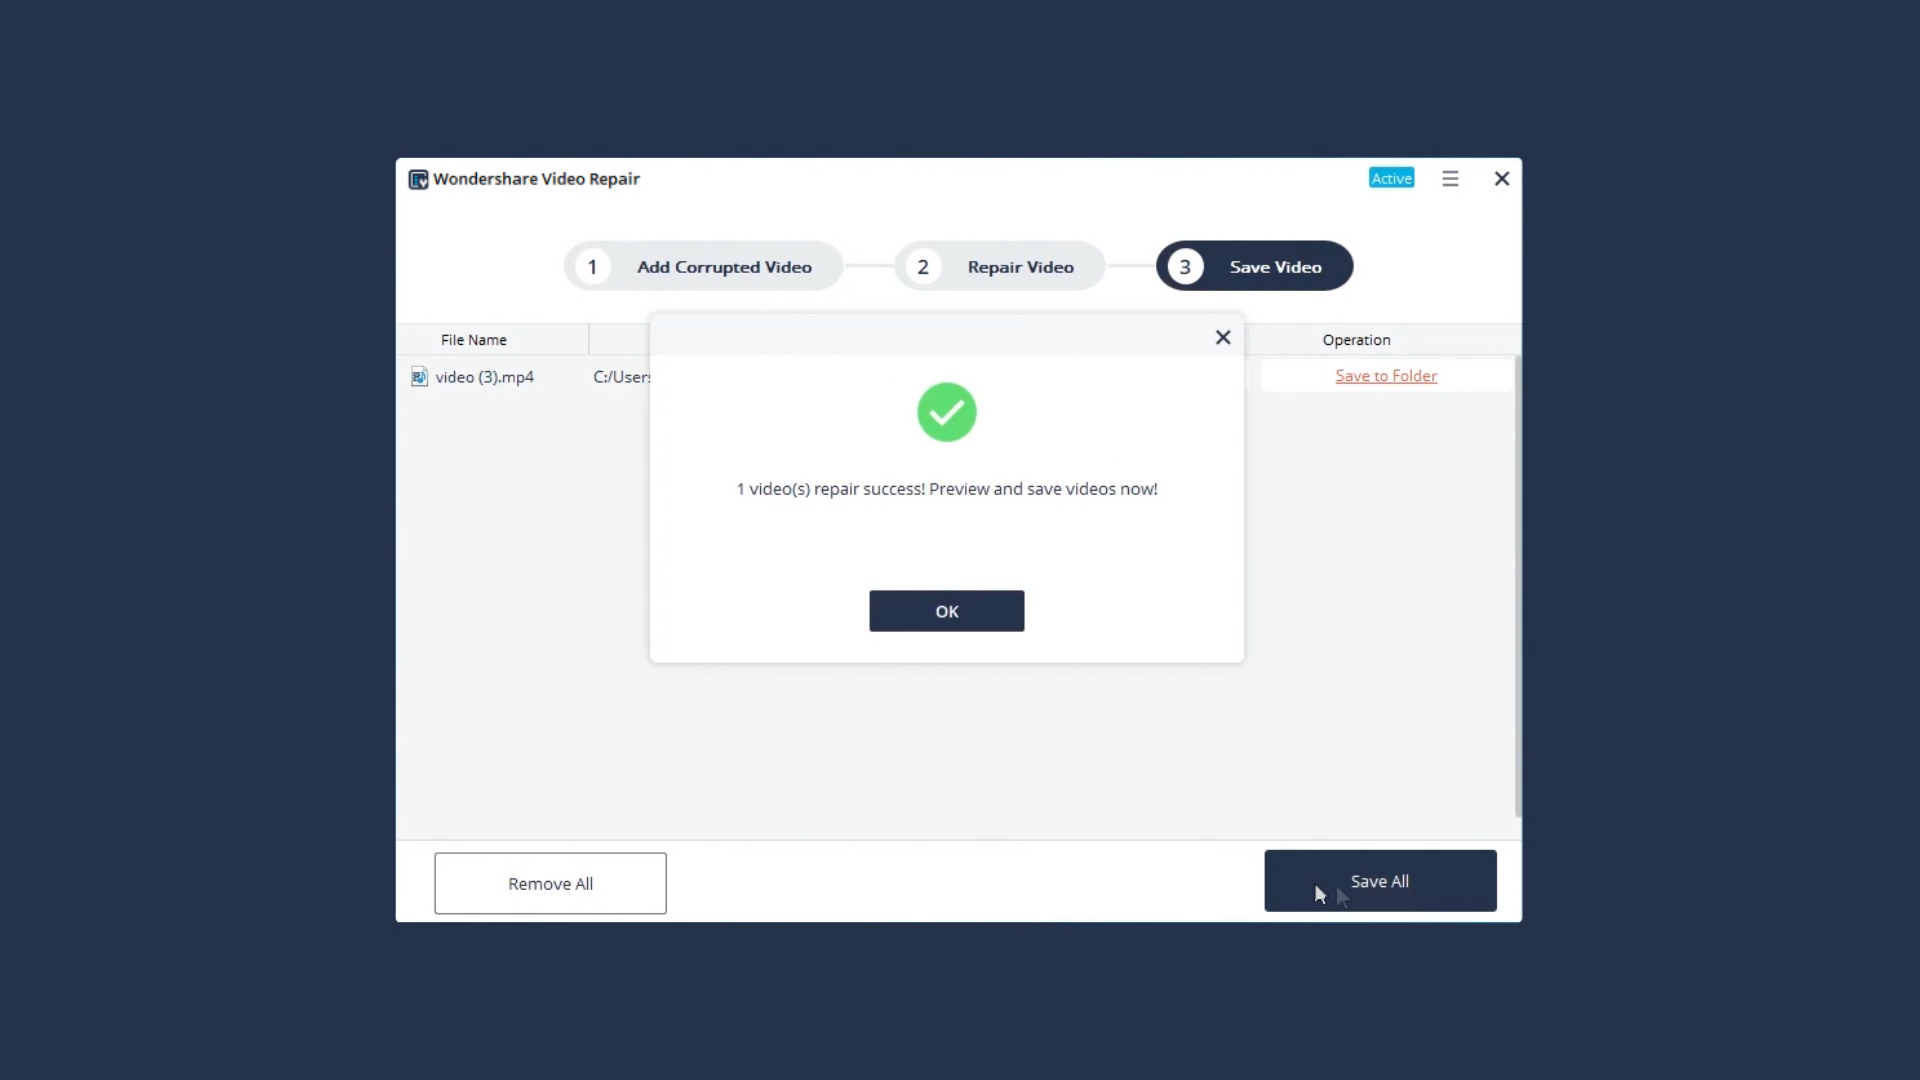 Wondershare Video Repair
Active
1 Add Corrupted Video
2 Repair Video
3 Save Video
File Name
Operation
video (3).mp4
C:/Users
Save to Folder
1 video(s) repair success! Preview and save videos now!
OK
Remove All
Save All